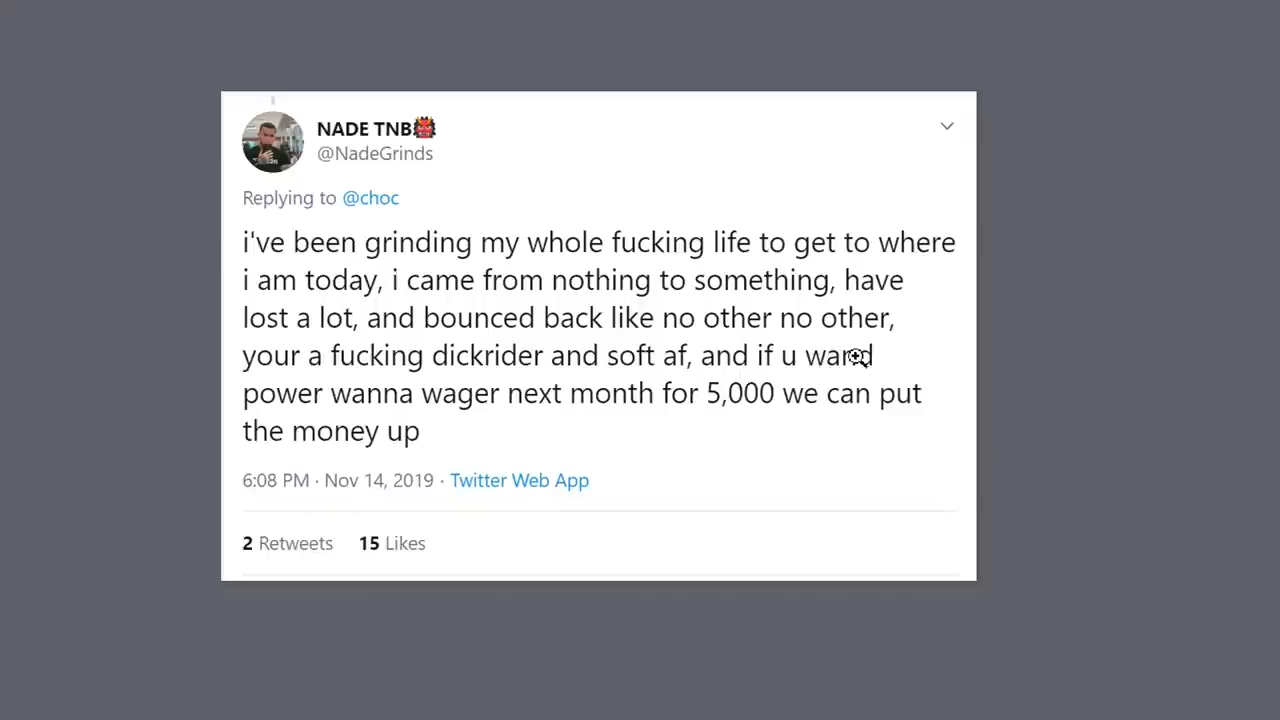 NADE TNB👹
@NadeGrinds
Replying to @choc
i've been grinding my whole fucking life to get to where
i am today, i came from nothing to something, have
lost a lot, and bounced back like no other no other,
your a fucking dickrider and soft af, and if u
power wanna wager next month for 5,000 we can put
the money up
6:08 PM · Nov 14, 2019 · Twitter Web App
2 Retweets 15 Likes